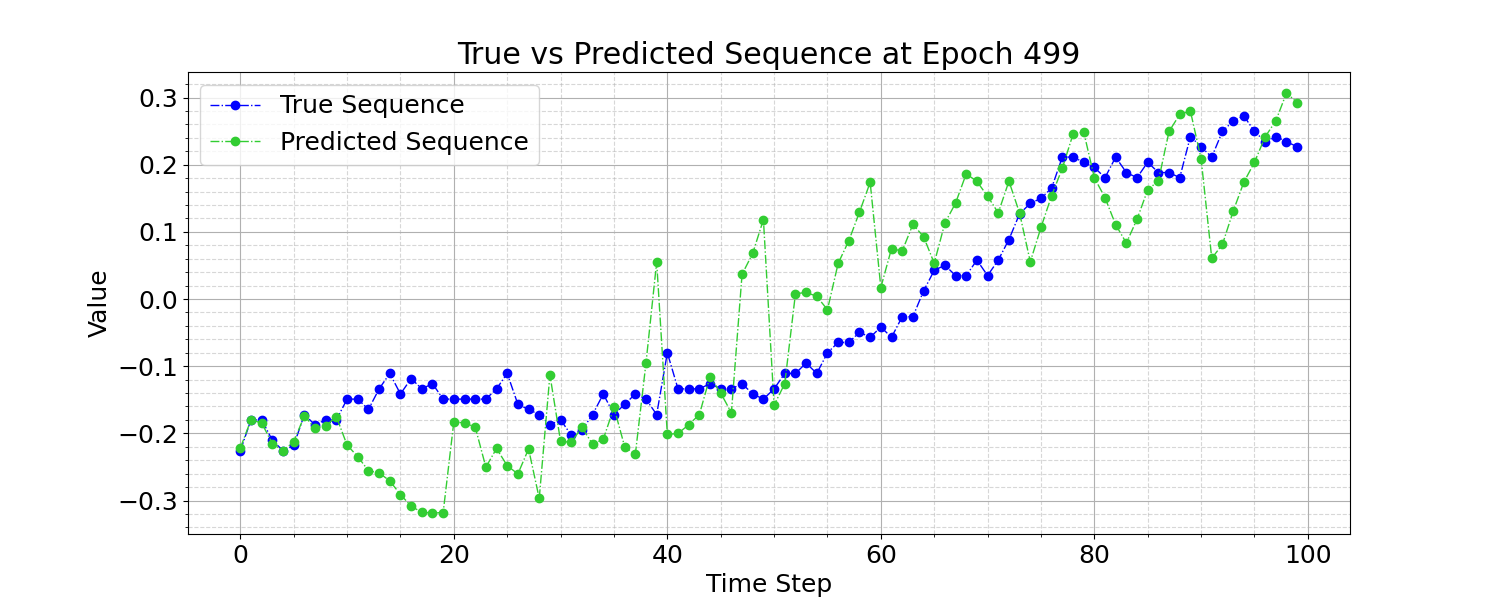 True vs Predicted Sequence at Epoch 499
True Sequence
Predicted Sequence
0.3
0.2
0.1
0.0
−0.1
−0.2
−0.3
Value
0 20 40 60 80 100
Time Step